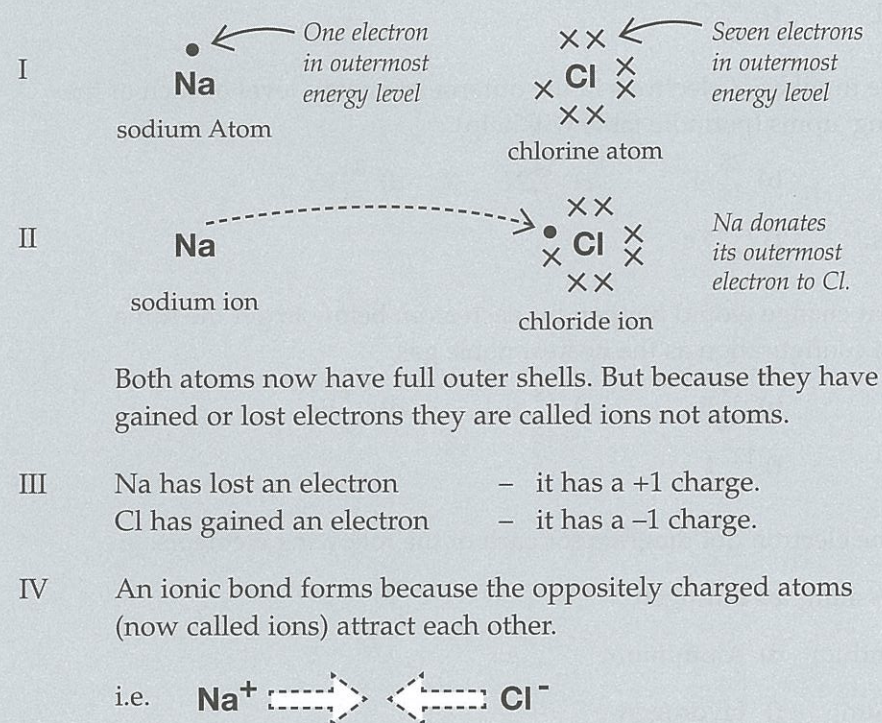 I
Na
sodium Atom
One electron
in outermost
energy level
Cl
chlorine atom
Seven electrons
in outermost
energy level
II
Na
sodium ion
Cl
chloride ion
Na donates
its outermost
electron to Cl.
Both atoms now have full outer shells. But because they have
gained or lost electrons they are called ions not atoms.
III Na has lost an electron – it has a +1 charge.
Cl has gained an electron – it has a –1 charge.
IV An ionic bond forms because the oppositely charged atoms
(now called ions) attract each other.
i.e. Na⁺ Cl⁻